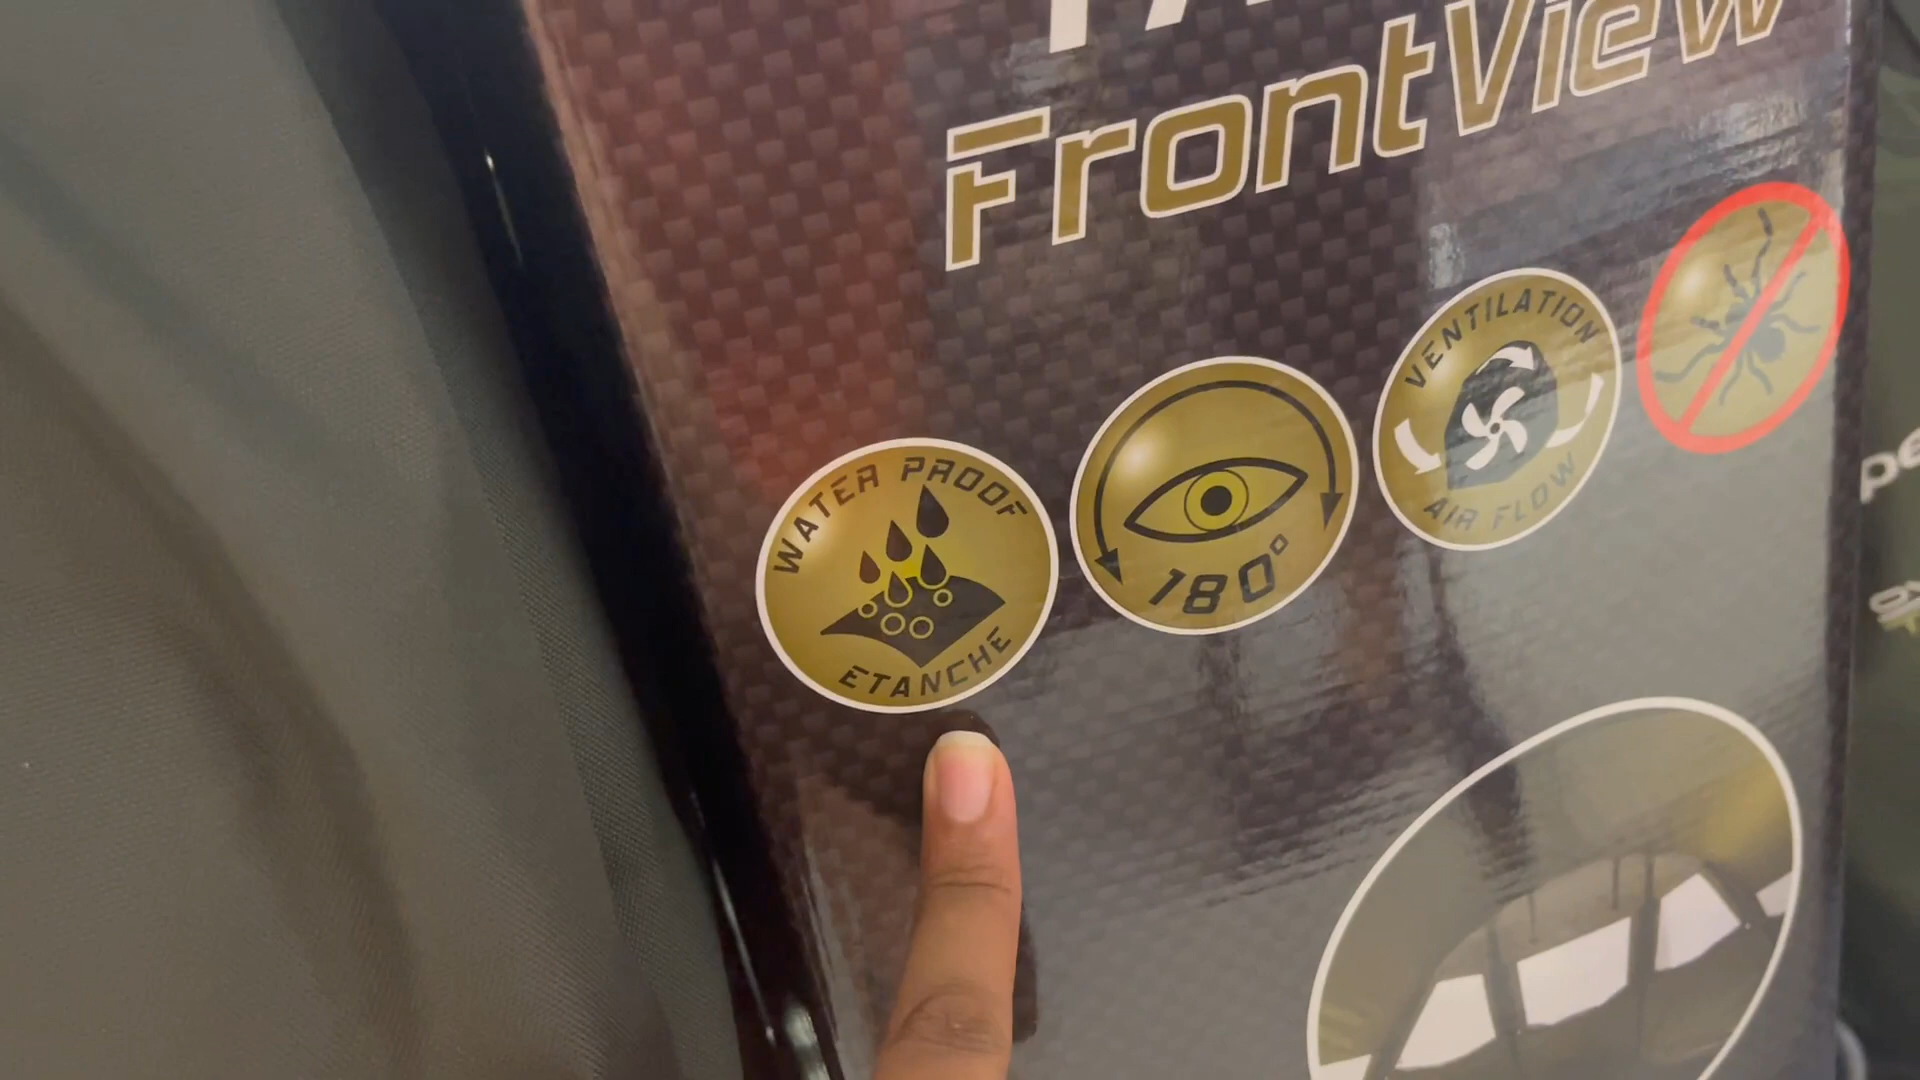 FrontView
WATER PROOF
ETANCHE
180°
VENTILATION
AIR FLOW